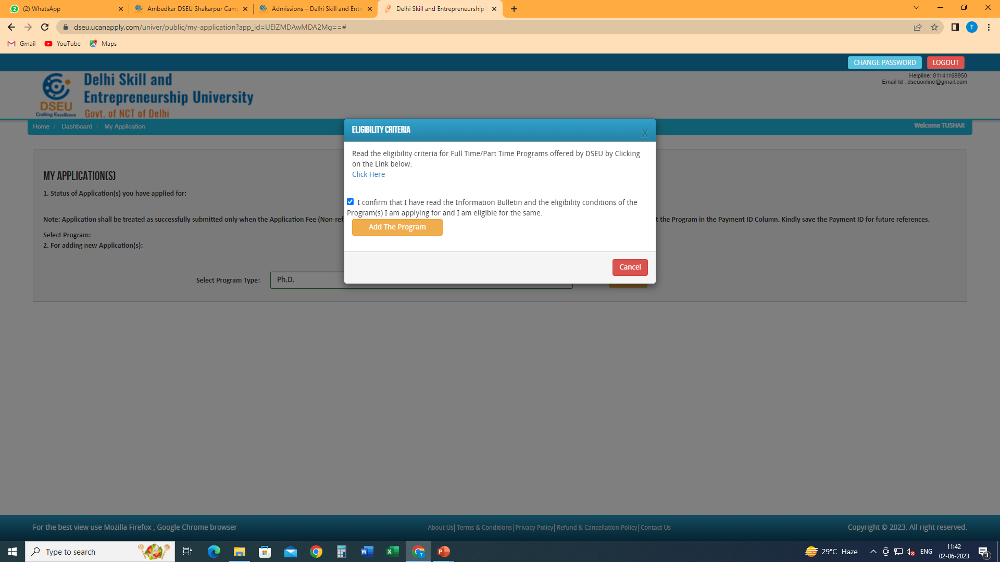 (2) WhatsApp
Ambedkar DSEU Shakarpur Camp
Admissions – Delhi Skill and Entr
Delhi Skill and Entrepreneurship
dseu.ucanapply.com/univer/public/my-application?app_id=UEIZMDAwMDA2Mg==#
T
Gmail
YouTube
Maps
CHANGE PASSWORD
LOGOUT
Helpline: 01141169950
Email Id : dseuonline@gmail.com
DSEU
Crafting Excellence
Delhi Skill and
Entrepreneurship University
Govt. of NCT of Delhi
Home / Dashboard / My Application
Welcome TUSHAR
ELIGIBILITY CRITERIA
X
Read the eligibility criteria for Full Time/Part Time Programs offered by DSEU by Clicking
on the Link below:
Click Here
I confirm that I have read the Information Bulletin and the eligibility conditions of the
Program(s) I am applying for and I am eligible for the same.
Add The Program
Cancel
MY APPLICATION(S)
1. Status of Application(s) you have applied for:
Note: Application shall be treated as successfully submitted only when the Application Fee (Non-ref
t the Program in the Payment ID Column. Kindly save the Payment ID for future references.
Select Program:
2. For adding new Application(s):
Select Program Type:
Ph.D.
For the best view use Mozilla Firefox , Google Chrome browser
About Us| Terms & Conditions| Privacy Policy| Refund & Cancellation Policy| Contact Us
Copyright © 2023. All right reserved.
Type to search
29°C Haze
ENG
11:42
02-06-2023
3